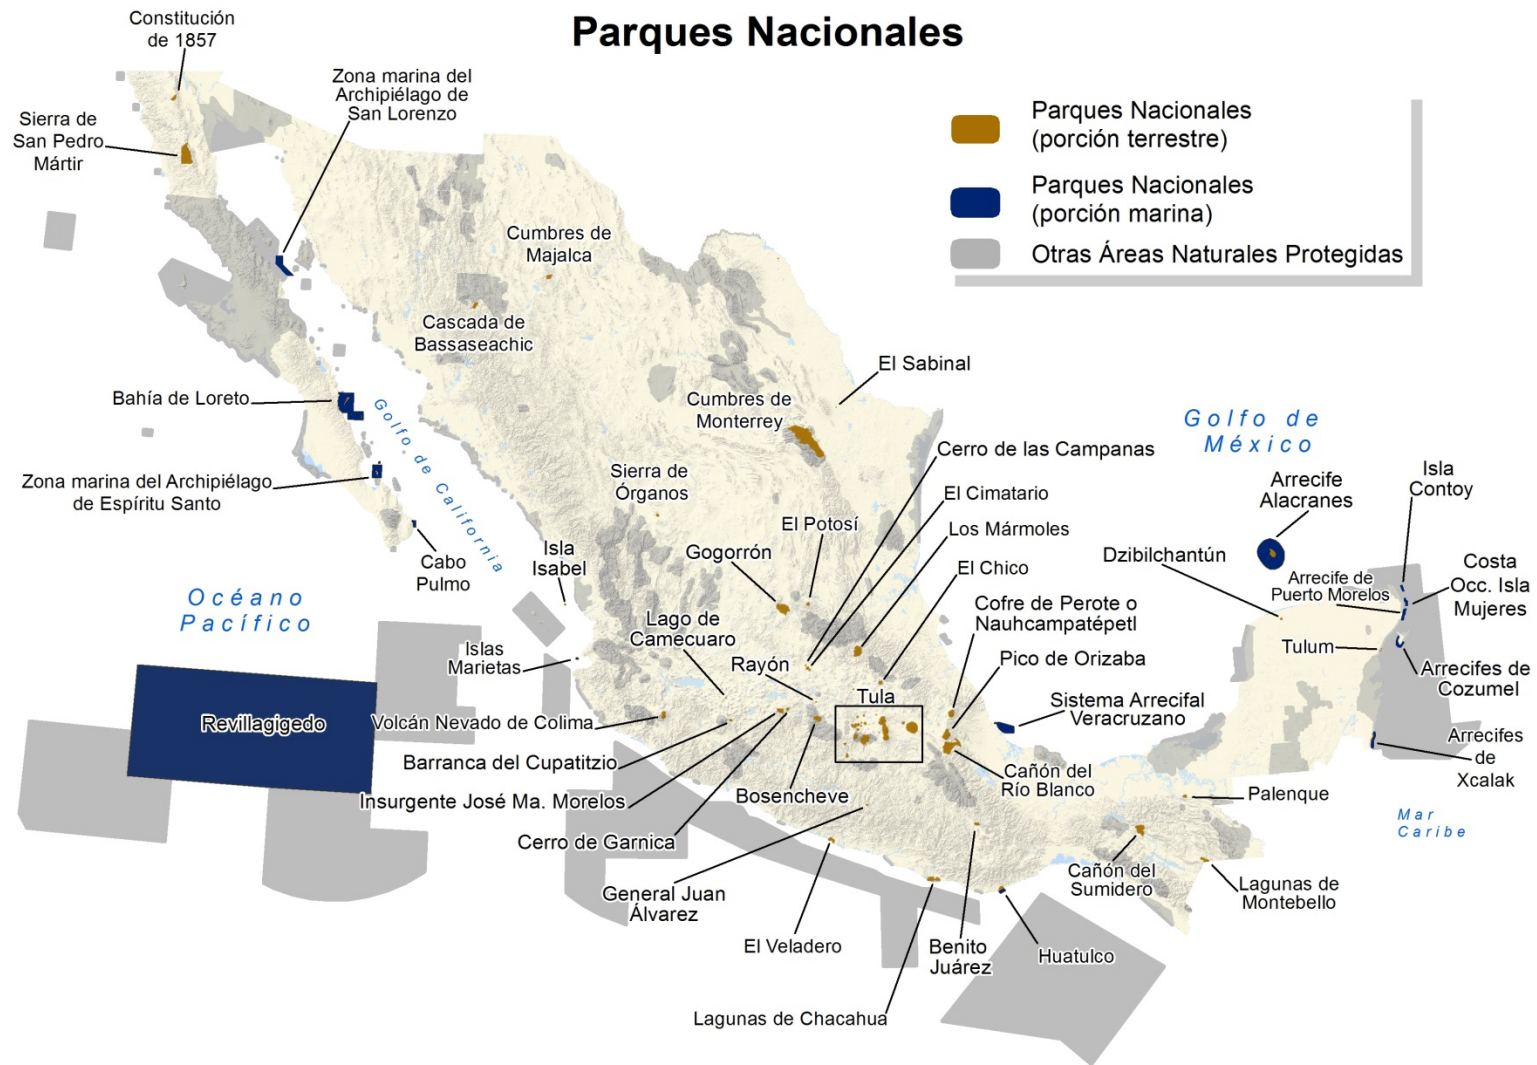 Parques Nacionales
Constitución
de 1857
Zona marina del
Archipiélago de
San Lorenzo
Sierra de
San Pedro
Mártir
Parques Nacionales
(porción terrestre)
Parques Nacionales
(porción marina)
Otras Áreas Naturales Protegidas
Cumbres de
Majalca
Cascada de
Bassaseachic
El Sabinal
Bahía de Loreto
Golfo de California
Cumbres de
Monterrey
Golfo de
México
Cerro de las Campanas
Isla
Contoy
Sierra de
Órganos
Arrecife
Alacranes
Zona marina del Archipiélago
de Espíritu Santo
El Cimatario
El Potosí
Los Mármoles
Isla
Isabel
Gogorrón
Dzibilchantún
Cabo
Pulmo
El Chico
Costa
Occ. Isla
Mujeres
Arrecife de
Puerto Morelos
Océano
Pacífico
Cofre de Perote o
Nauhcampatépetl
Lago de
Camecuaro
Islas
Marietas
Rayón
Pico de Orizaba
Tulum
Arrecifes de
Cozumel
Tula
Sistema Arrecifal
Veracruzano
Revillagigedo
Volcán Nevado de Colima
Arrecifes
de
Xcalak
Barranca del Cupatitzio
Cañón del
Río Blanco
Insurgente José Ma. Morelos
Bosencheve
Palenque
Mar
Caribe
Cerro de Garnica
General Juan
Álvarez
Cañón del
Sumidero
Lagunas de
Montebello
El Veladero
Benito
Juárez
Huatulco
Lagunas de Chacahua